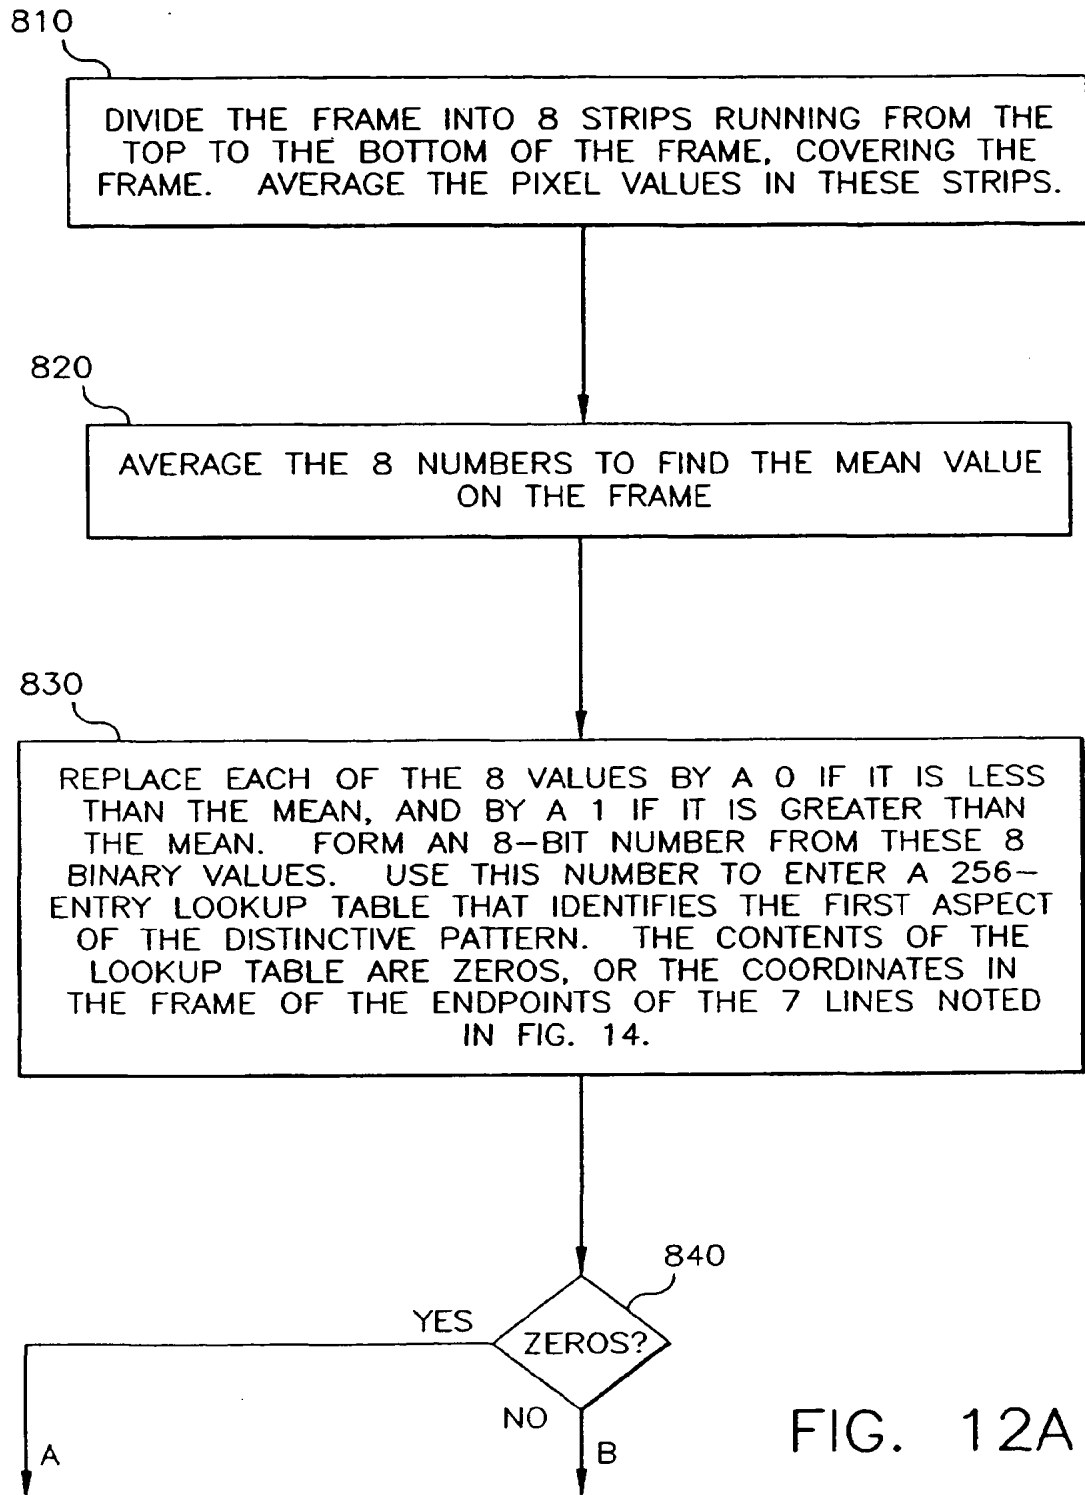 810
DIVIDE THE FRAME INTO 8 STRIPS RUNNING FROM THE
TOP TO THE BOTTOM OF THE FRAME, COVERING THE
FRAME. AVERAGE THE PIXEL VALUES IN THESE STRIPS.
820
AVERAGE THE 8 NUMBERS TO FIND THE MEAN VALUE
ON THE FRAME
830
REPLACE EACH OF THE 8 VALUES BY A 0 IF IT IS LESS
THAN THE MEAN, AND BY A 1 IF IT IS GREATER THAN
THE MEAN. FORM AN 8-BIT NUMBER FROM THESE 8
BINARY VALUES. USE THIS NUMBER TO ENTER A 256-
ENTRY LOOKUP TABLE THAT IDENTIFIES THE FIRST ASPECT
OF THE DISTINCTIVE PATTERN. THE CONTENTS OF THE
LOOKUP TABLE ARE ZEROS, OR THE COORDINATES IN
THE FRAME OF THE ENDPOINTS OF THE 7 LINES NOTED
IN FIG. 14.
840
YES
ZEROS?
NO
A
B
FIG. 12A